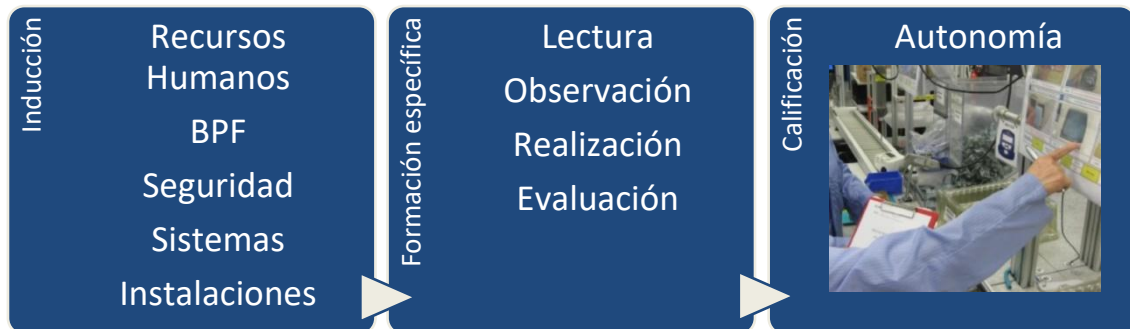 Inducción
Recursos
Humanos
BPF
Seguridad
Sistemas
Instalaciones
Formación específica
Lectura
Observación
Realización
Evaluación
Calificación
Autonomía